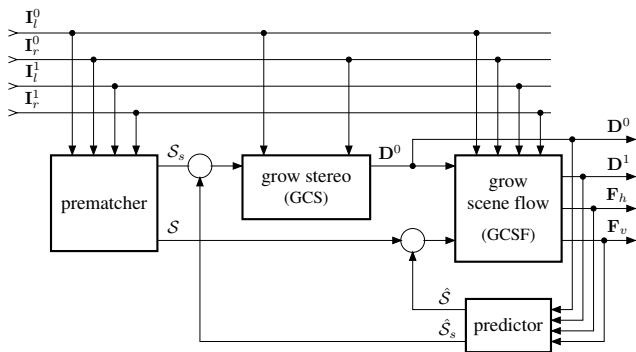 I_l^0
I_r^0
I_l^1
I_r^1
D^0
S_s
D^0
D^1
prematcher
grow stereo
(GCS)
grow
scene flow
(GCSF)
F_h
S
F_v
Ŝ
Ŝ_s
predictor